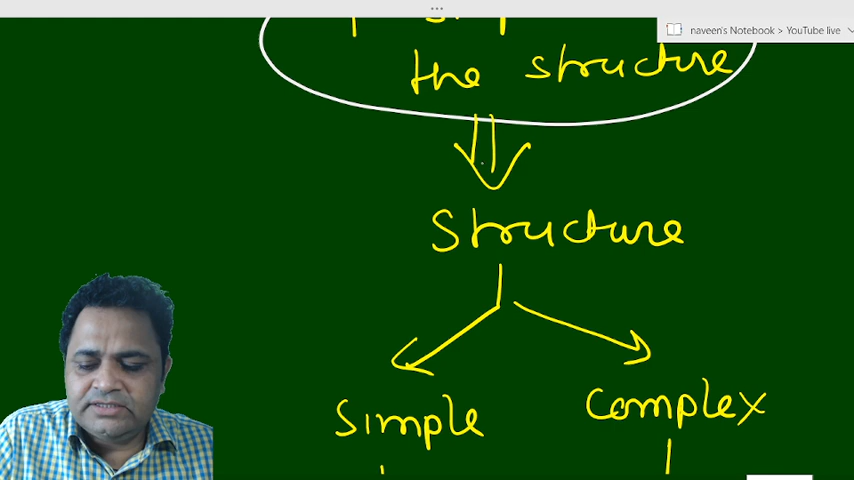 naveen's Notebook > YouTube live
the structure
Structure
Simple
Complex